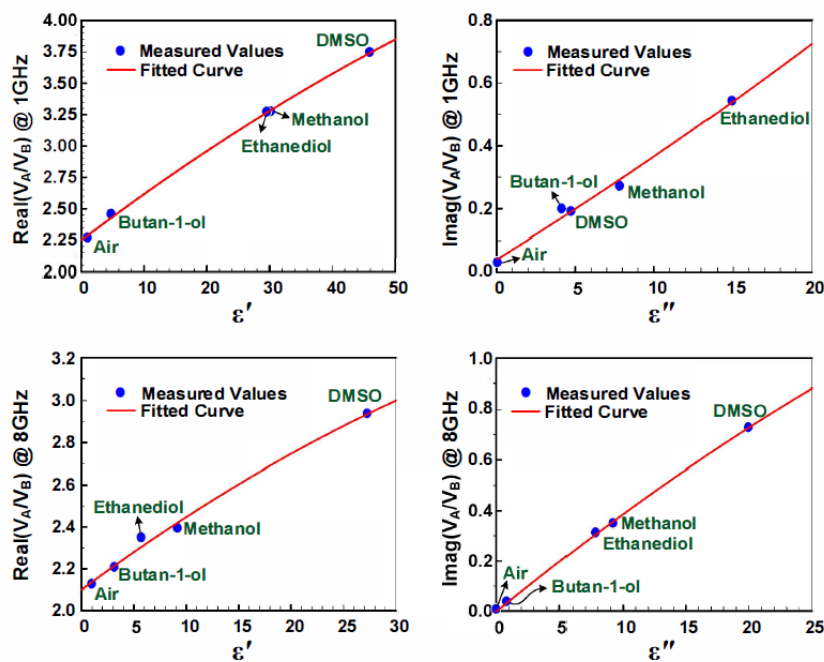 Real(VA/VB) @ 1GHz
4.00
3.75
3.50
3.25
3.00
2.75
2.50
2.25
2.00
Measured Values
Fitted Curve
DMSO
Methanol
Ethanediol
Butan-1-ol
Air
0 10 20 30 40 50
ε′
Imag(VA/VB) @ 1GHz
0.8
0.6
0.4
0.2
0.0
Measured Values
Fitted Curve
Ethanediol
Butan-1-ol
Methanol
DMSO
Air
0 5 10 15 20
ε″
Real(VA/VB) @ 8GHz
3.2
3.0
2.8
2.6
2.4
2.2
2.0
Measured Values
Fitted Curve
DMSO
Ethanediol
Methanol
Butan-1-ol
Air
0 10 20 30
ε′
Imag(VA/VB) @ 8GHz
1.0
0.8
0.6
0.4
0.2
0.0
Measured Values
Fitted Curve
DMSO
Methanol
Ethanediol
Air
Butan-1-ol
0 5 10 15 20 25
ε″